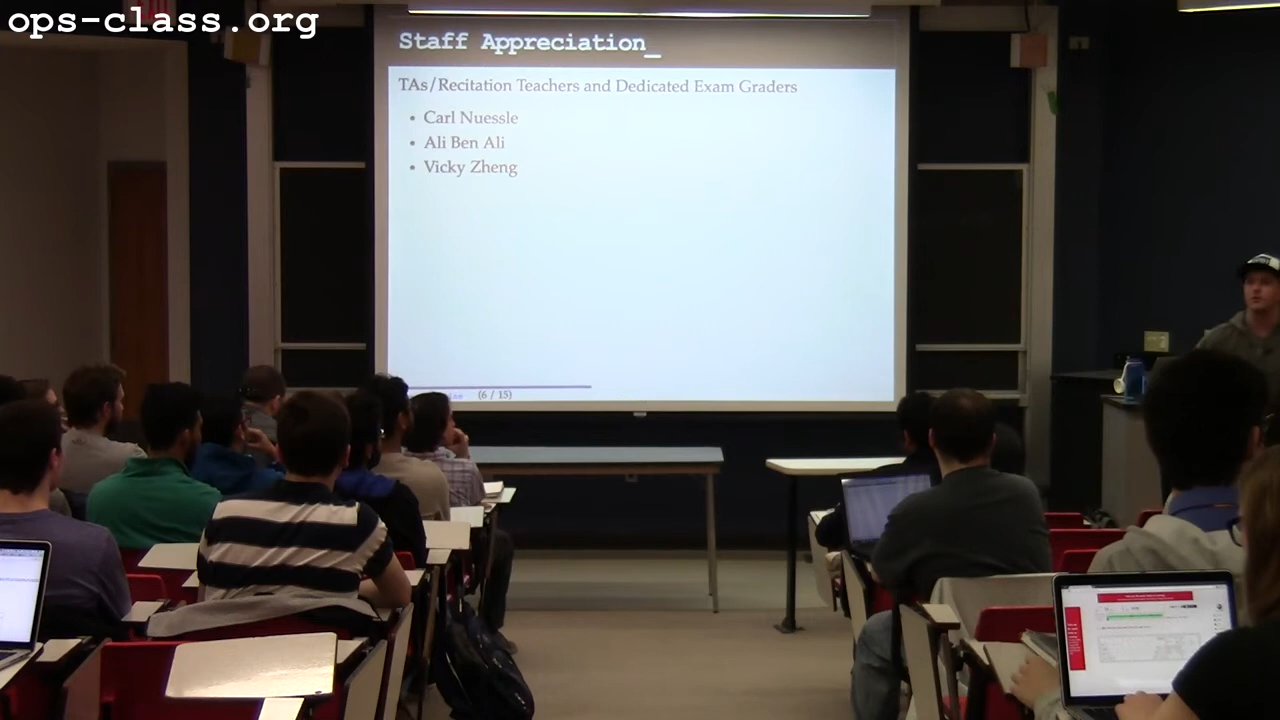 ops-class.org
Staff Appreciation_
TAs/Recitation Teachers and Dedicated Exam Graders
• Carl Nuessle
• Ali Ben Ali
• Vicky Zheng
(6 / 15)